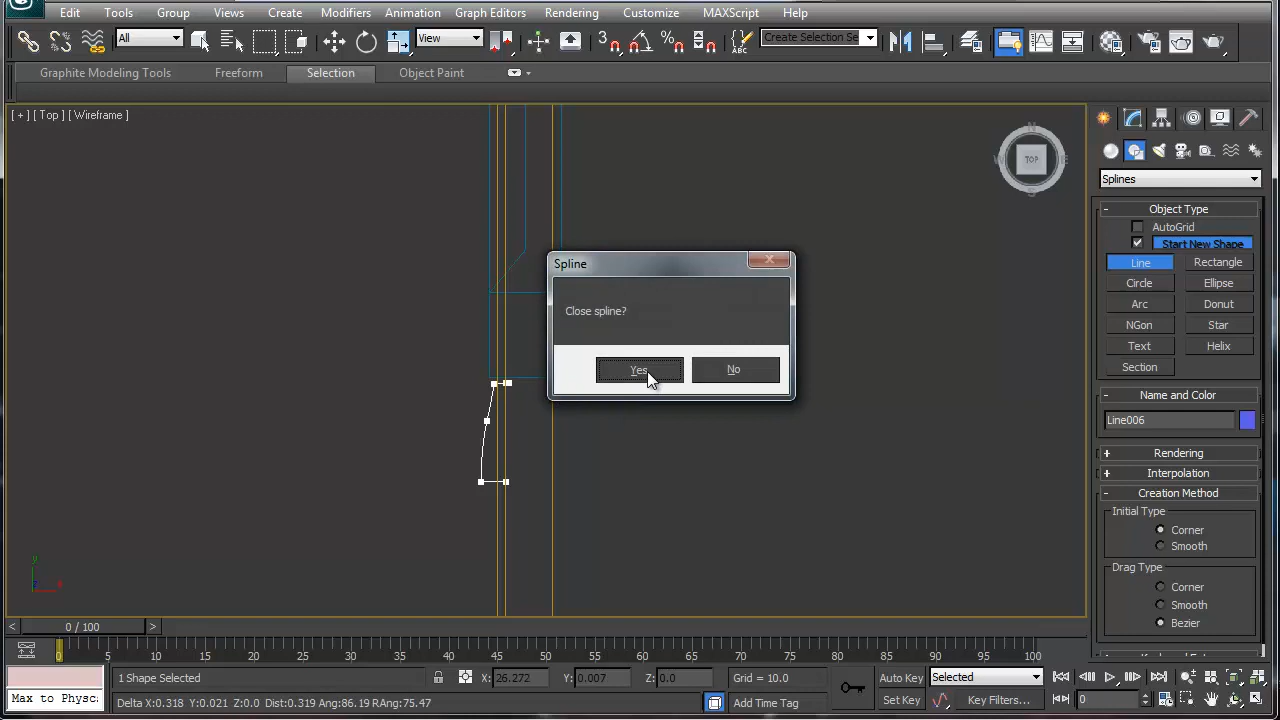 Edit Tools Group Views Create Modifiers Animation Graph Editors Rendering Customize MAXScript Help
All View 3 Create Selection Se
Graphite Modeling Tools Freeform Selection Object Paint
[ + ] [ Top ] [ Wireframe ]
TOP
Splines
- Object Type
AutoGrid
Start New Shape
Line Rectangle
Circle Ellipse
Arc Donut
NGon Star
Text Helix
Section
- Name and Color
Line006
+ Rendering
+ Interpolation
- Creation Method
Initial Type
Corner
Smooth
Drag Type
Corner
Smooth
Bezier
Spline
Close spline?
Yes No
y
x
< 0 / 100 >
0 5 10 15 20 25 30 35 40 45 50 55 60 65 70 75 80 85 90 95 100
1 Shape Selected X: 26.272 Y: 0.007 Z: 0.0 Grid = 10.0 Auto Key Selected
Max to Physc Delta X:0.318 Y:0.021 Z:0.0 Dist:0.319 Ang:86.19 RAng:75.47 Add Time Tag Set Key Key Filters... 0